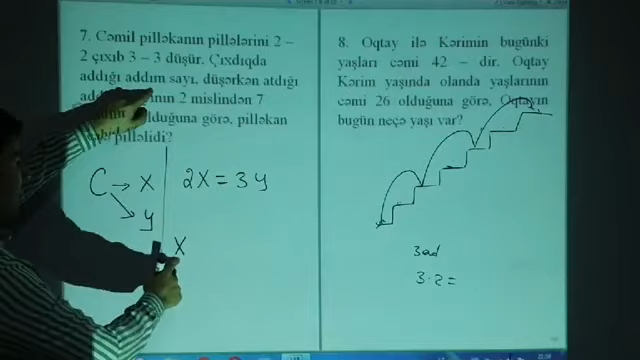 7. Cəmil pilləkanın pillələrini 2 –
2 çıxıb 3 – 3 düşür. Çıxdıqda
addığı addım sayı, düşərkən atdığı
2 mislindən 7
olduğuna görə, pilləkan
pilləlidi?
C → x
y
2x = 3y
x
8. Oqtay ilə Kərimin bugünki
yaşları cəmi 42 – dir. Oqtay
Kərim yaşında olanda yaşlarının
cəmi 26 olduğuna görə, Oqtayın
bugün neçə yaşı var?
3 ad
3·2=